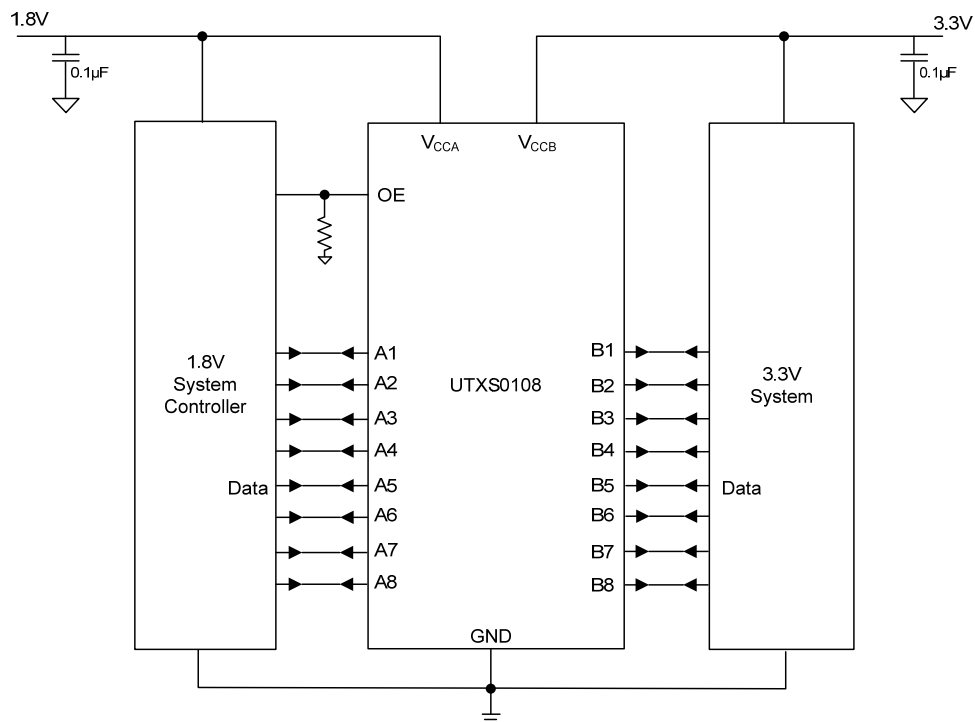 1.8V
3.3V
0.1µF
0.1µF
VCCA
VCCB
OE
1.8V
System
Controller
Data
A1
A2
A3
A4
A5
A6
A7
A8
UTXS0108
B1
B2
B3
B4
B5
B6
B7
B8
3.3V
System
Data
GND